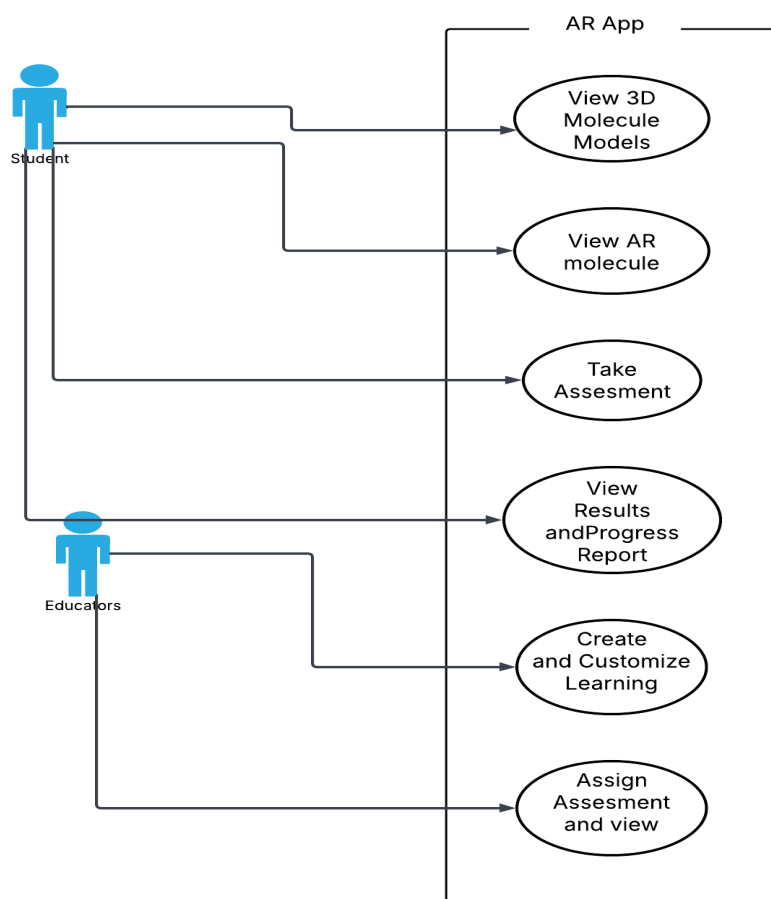 AR App
View 3D
Molecule
Models
Student
View AR
molecule
Take
Assesment
View
Results
andProgress
Report
Educators
Create
and Customize
Learning
Assign
Assesment
and view